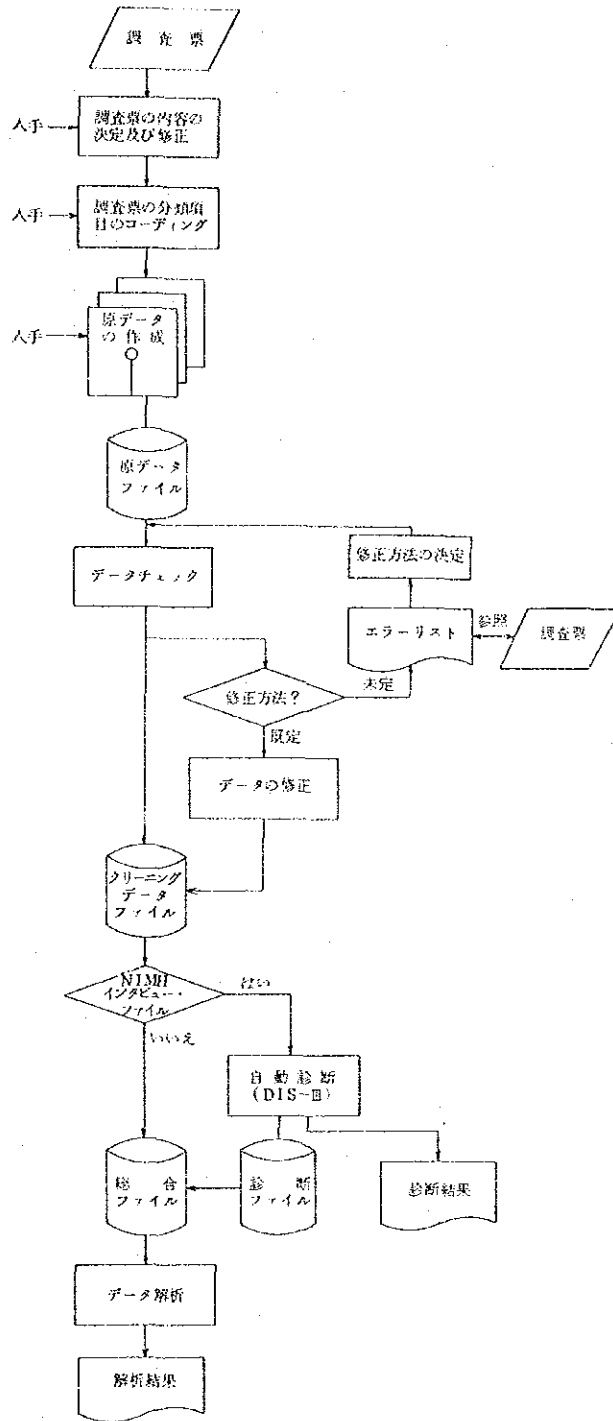 調査票
人手
調査票の内容の
決定及び修正
人手
調査票の分類項
目のコーディング
人手
原データ
の作成
原データ
ファイル
修正方法の決定
データチェック
エラーリスト
参照
調査票
修正方法?
未定
既定
データの修正
クリーニング
データ
ファイル
NIMH
インタビュー・
ファイル
はい
いいえ
自動診断
(DIS-Ⅲ)
総合
ファイル
診断
ファイル
診断結果
データ解析
解析結果